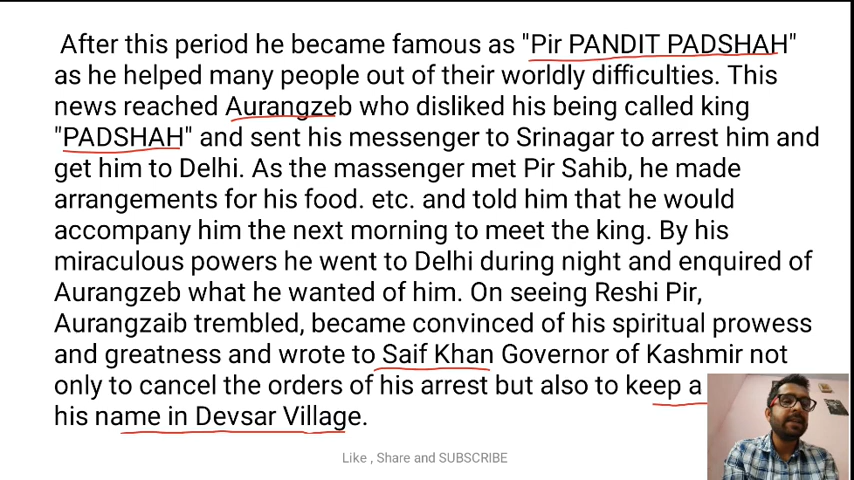 After this period he became famous as "Pir PANDIT PADSHAH"
as he helped many people out of their worldly difficulties. This
news reached Aurangzeb who disliked his being called king
"PADSHAH" and sent his messenger to Srinagar to arrest him and
get him to Delhi. As the massenger met Pir Sahib, he made
arrangements for his food. etc. and told him that he would
accompany him the next morning to meet the king. By his
miraculous powers he went to Delhi during night and enquired of
Aurangzeb what he wanted of him. On seeing Reshi Pir,
Aurangzaib trembled, became convinced of his spiritual prowess
and greatness and wrote to Saif Khan Governor of Kashmir not
only to cancel the orders of his arrest but also to keep a
his name in Devsar Village.
Like , Share and SUBSCRIBE